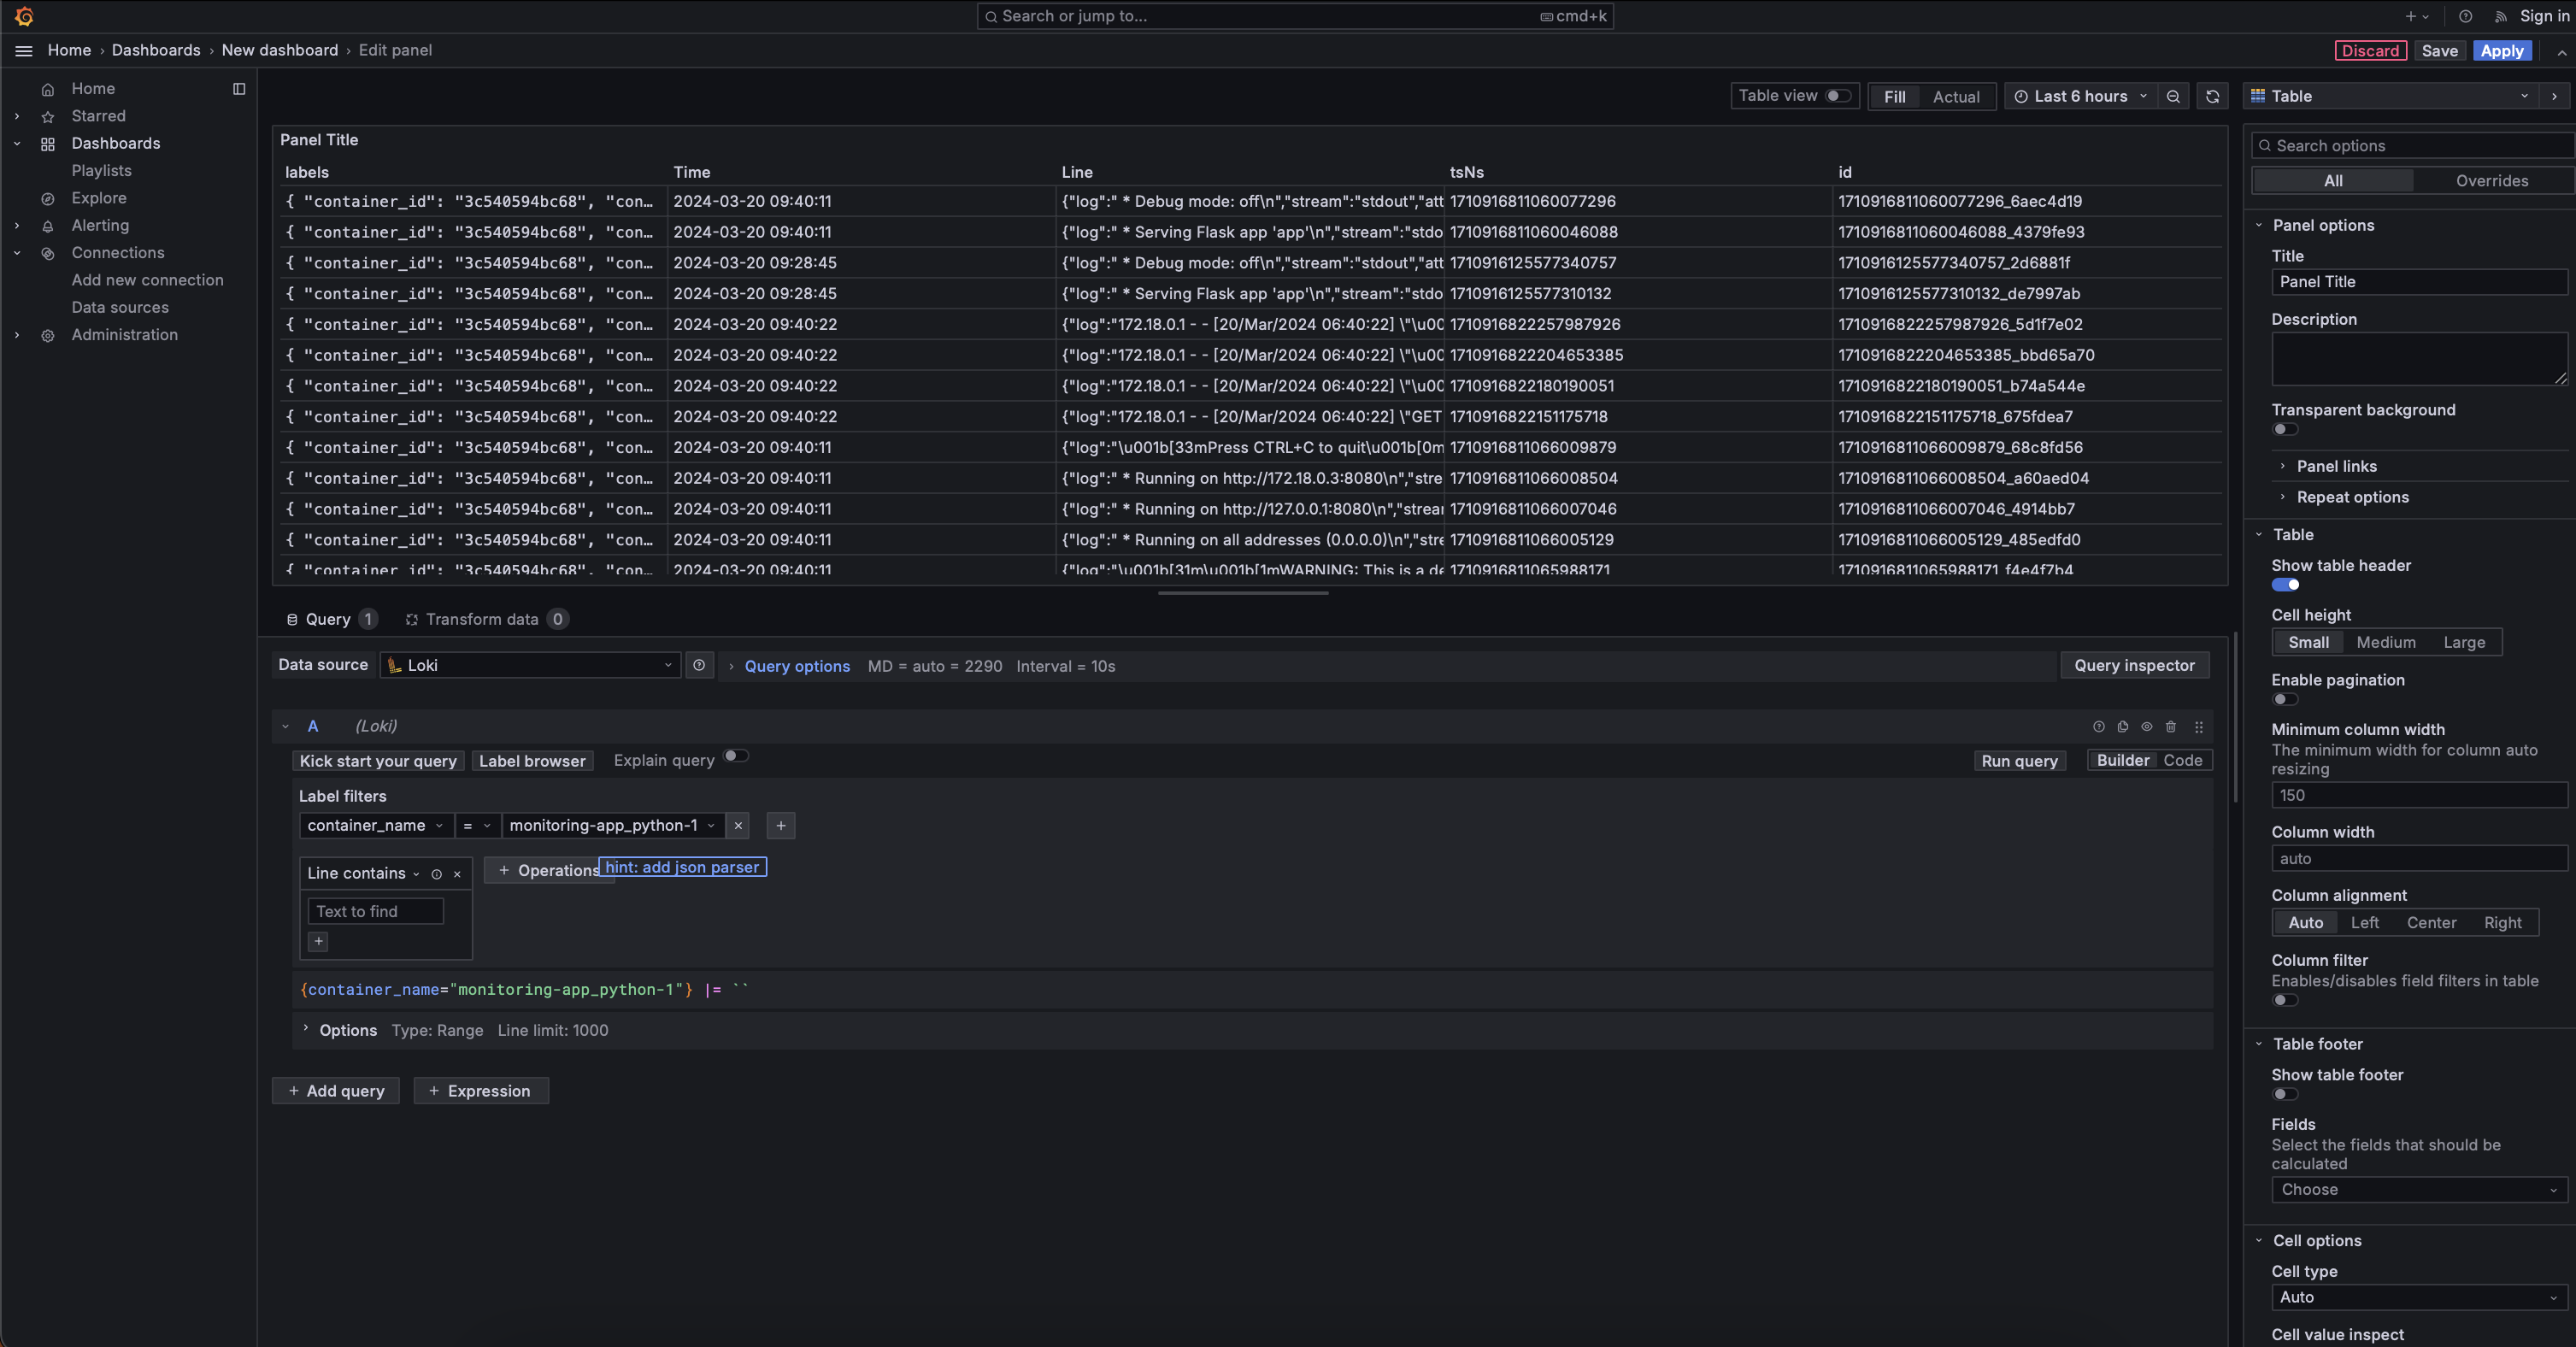 Search or jump to... cmd+k Sign in
Home › Dashboards › New dashboard › Edit panel Discard Save Apply
Home
Starred
Dashboards
Playlists
Explore
Alerting
Connections
Add new connection
Data sources
Administration
Table view Fill Actual Last 6 hours
Panel Title
labels Time Line tsNs id
{ "container_id": "3c540594bc68", "con… 2024-03-20 09:40:11 {"log":" * Debug mode: off\n","stream":"stdout","att 1710916811060077296 1710916811060077296_6aec4d19
{ "container_id": "3c540594bc68", "con… 2024-03-20 09:40:11 {"log":" * Serving Flask app 'app'\n","stream":"stdo 1710916811060046088 1710916811060046088_4379fe93
{ "container_id": "3c540594bc68", "con… 2024-03-20 09:28:45 {"log":" * Debug mode: off\n","stream":"stdout","att 1710916125577340757 1710916125577340757_2d6881f
{ "container_id": "3c540594bc68", "con… 2024-03-20 09:28:45 {"log":" * Serving Flask app 'app'\n","stream":"stdo 1710916125577310132 1710916125577310132_de7997ab
{ "container_id": "3c540594bc68", "con… 2024-03-20 09:40:22 {"log":"172.18.0.1 - - [20/Mar/2024 06:40:22] \"\u00 1710916822257987926 1710916822257987926_5d1f7e02
{ "container_id": "3c540594bc68", "con… 2024-03-20 09:40:22 {"log":"172.18.0.1 - - [20/Mar/2024 06:40:22] \"\u00 1710916822204653385 1710916822204653385_bbd65a70
{ "container_id": "3c540594bc68", "con… 2024-03-20 09:40:22 {"log":"172.18.0.1 - - [20/Mar/2024 06:40:22] \"\u00 1710916822180190051 1710916822180190051_b74a544e
{ "container_id": "3c540594bc68", "con… 2024-03-20 09:40:22 {"log":"172.18.0.1 - - [20/Mar/2024 06:40:22] \"GET 1710916822151175718 1710916822151175718_675fdea7
{ "container_id": "3c540594bc68", "con… 2024-03-20 09:40:11 {"log":"\u001b[33mPress CTRL+C to quit\u001b[0m 1710916811066009879 1710916811066009879_68c8fd56
{ "container_id": "3c540594bc68", "con… 2024-03-20 09:40:11 {"log":" * Running on http://172.18.0.3:8080\n","stre 1710916811066008504 1710916811066008504_a60aed04
{ "container_id": "3c540594bc68", "con… 2024-03-20 09:40:11 {"log":" * Running on http://127.0.0.1:8080\n","strear 1710916811066007046 1710916811066007046_4914bb7
{ "container_id": "3c540594bc68", "con… 2024-03-20 09:40:11 {"log":" * Running on all addresses (0.0.0.0)\n","stre 1710916811066005129 1710916811066005129_485edfd0
{ "container_id": "3c540594bc68", "con… 2024-03-20 09:40:11 {"log":"\u001b[31m\u001b[1mWARNING: This is a de 1710916811065988171 1710916811065988171_f4e4f7b4
Query 1 Transform data 0
Data source Loki Query options MD = auto = 2290 Interval = 10s Query inspector
A (Loki)
Kick start your query Label browser Explain query Run query Builder Code
Label filters
container_name = monitoring-app_python-1 × +
Line contains × + Operations hint: add json parser
Text to find
+
{container_name="monitoring-app_python-1"} |= ``
Options Type: Range Line limit: 1000
+ Add query + Expression
Table
Search options
All Overrides
Panel options
Title
Panel Title
Description
Transparent background
Panel links
Repeat options
Table
Show table header
Cell height
Small Medium Large
Enable pagination
Minimum column width
The minimum width for column auto
resizing
150
Column width
auto
Column alignment
Auto Left Center Right
Column filter
Enables/disables field filters in table
Table footer
Show table footer
Fields
Select the fields that should be
calculated
Choose
Cell options
Cell type
Auto
Cell value inspect